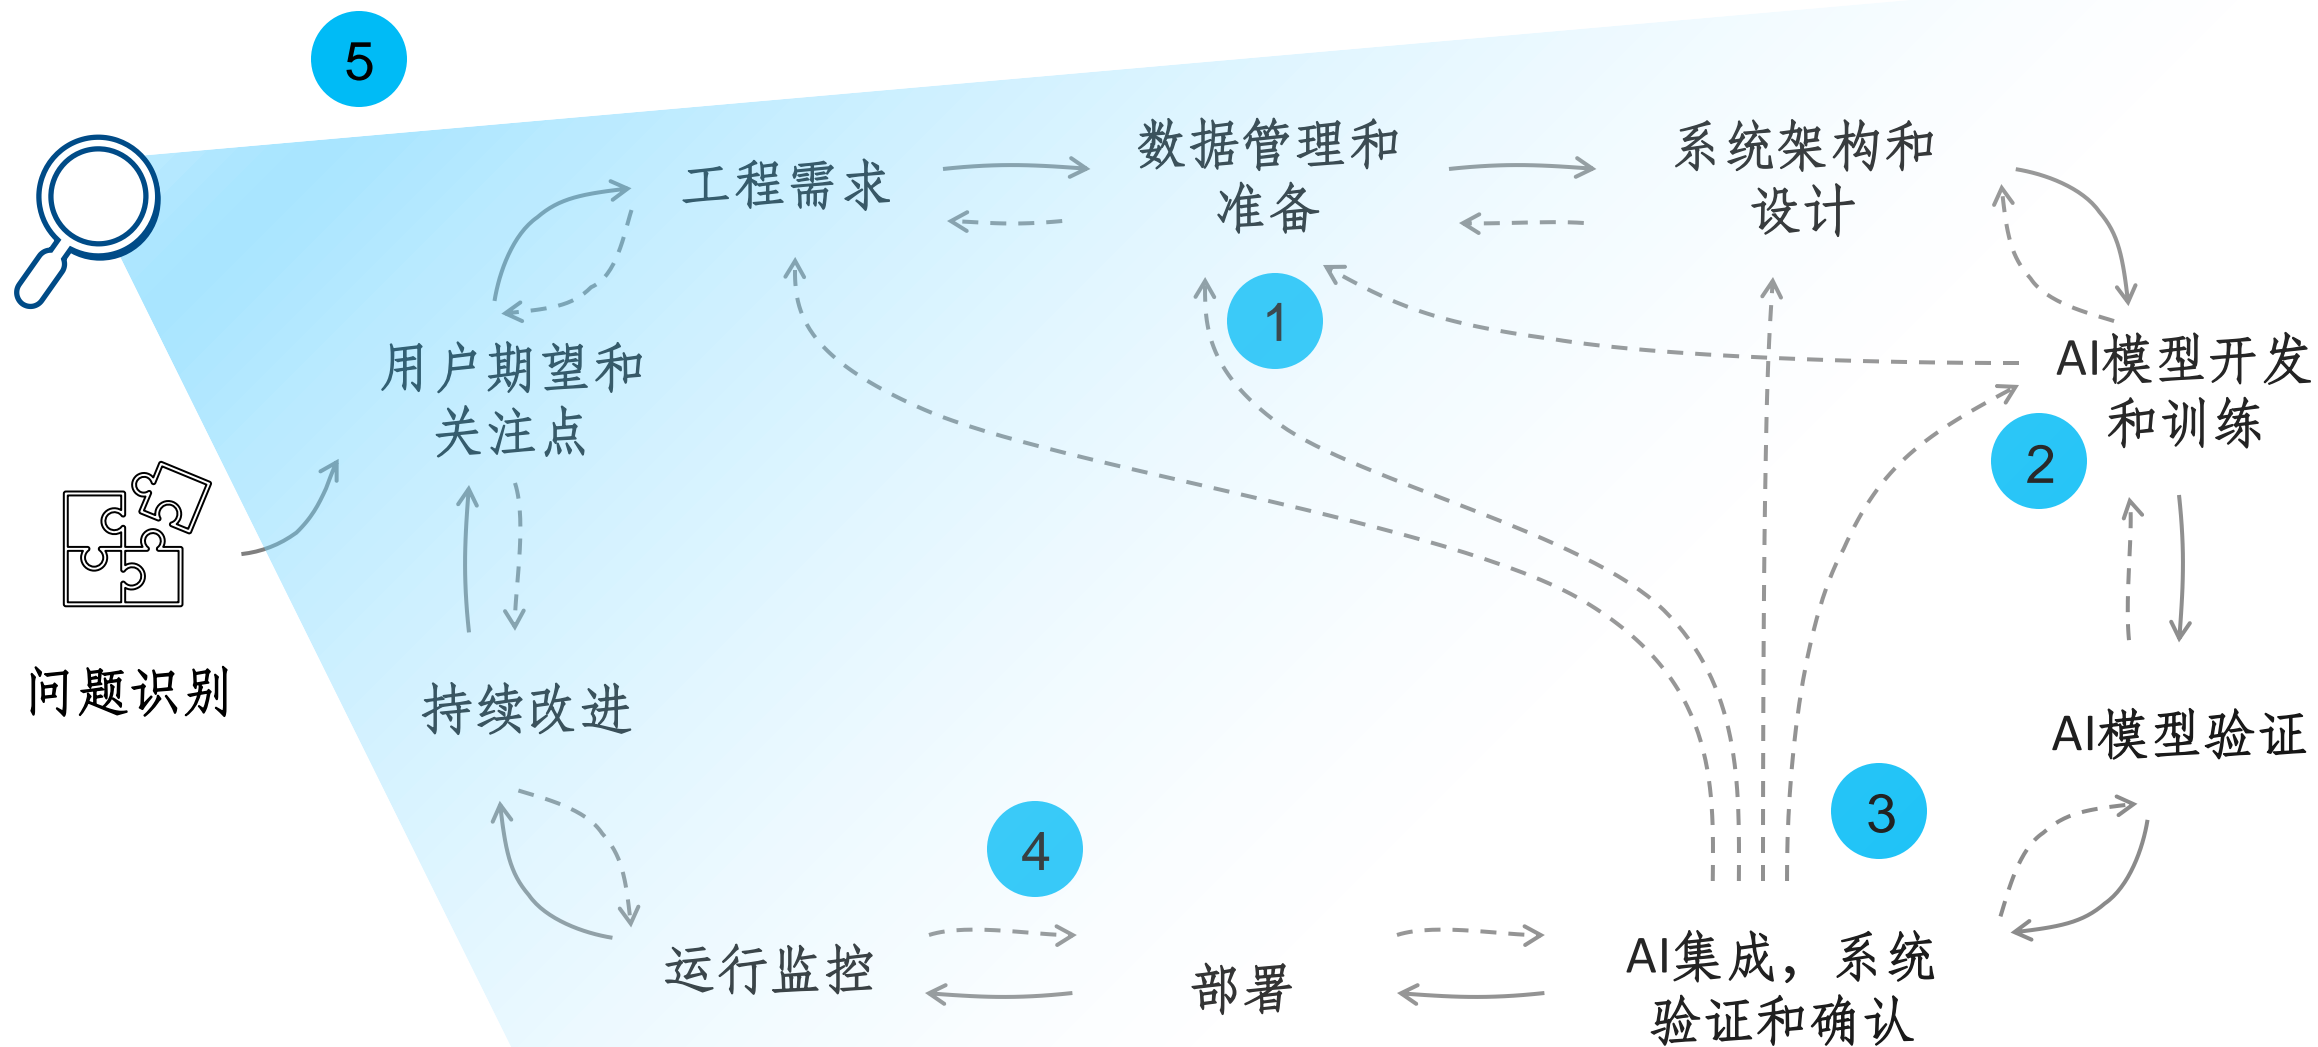 5
工程需求
数据管理和
准备
系统架构和
设计
1
用户期望和
关注点
AI模型开发
和训练
2
问题识别
持续改进
AI模型验证
3
4
运行监控
部署
AI集成，系统
验证和确认